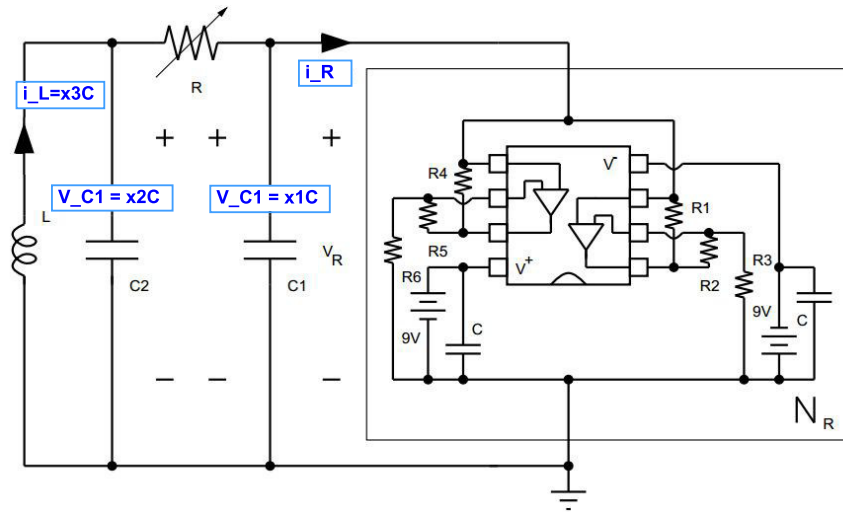 R
i_R
i_L=x3C
+ + +
V_C1 = x2C
V_C1 = x1C
L
V_R
C2
C1
− − −
R4
V-
R1
R5
R6
V+
R3
R2
9V
C
9V
C
N_R